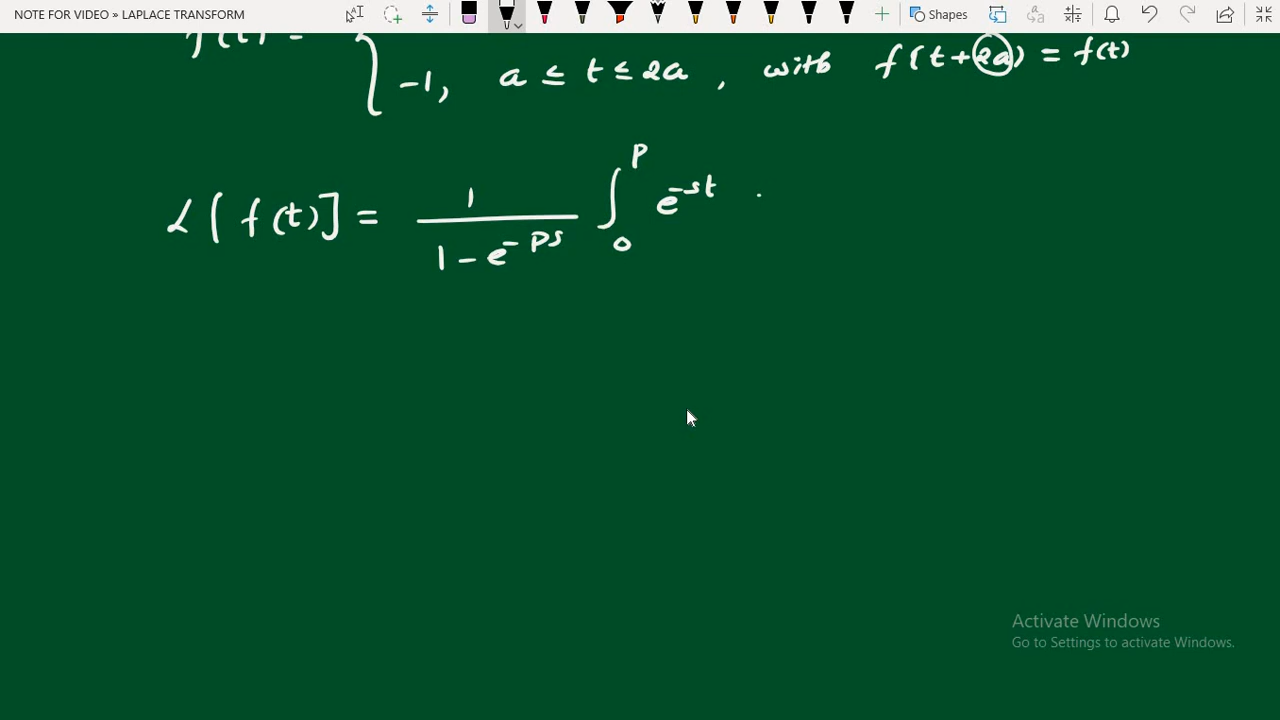 NOTE FOR VIDEO » LAPLACE TRANSFORM Shapes
f(t) = { -1, a ≤ t ≤ 2a, with f(t+2a) = f(t)
L[f(t)] = 1/(1 - e^{-ps}) ∫_0^p e^{-st} .
Activate Windows
Go to Settings to activate Windows.